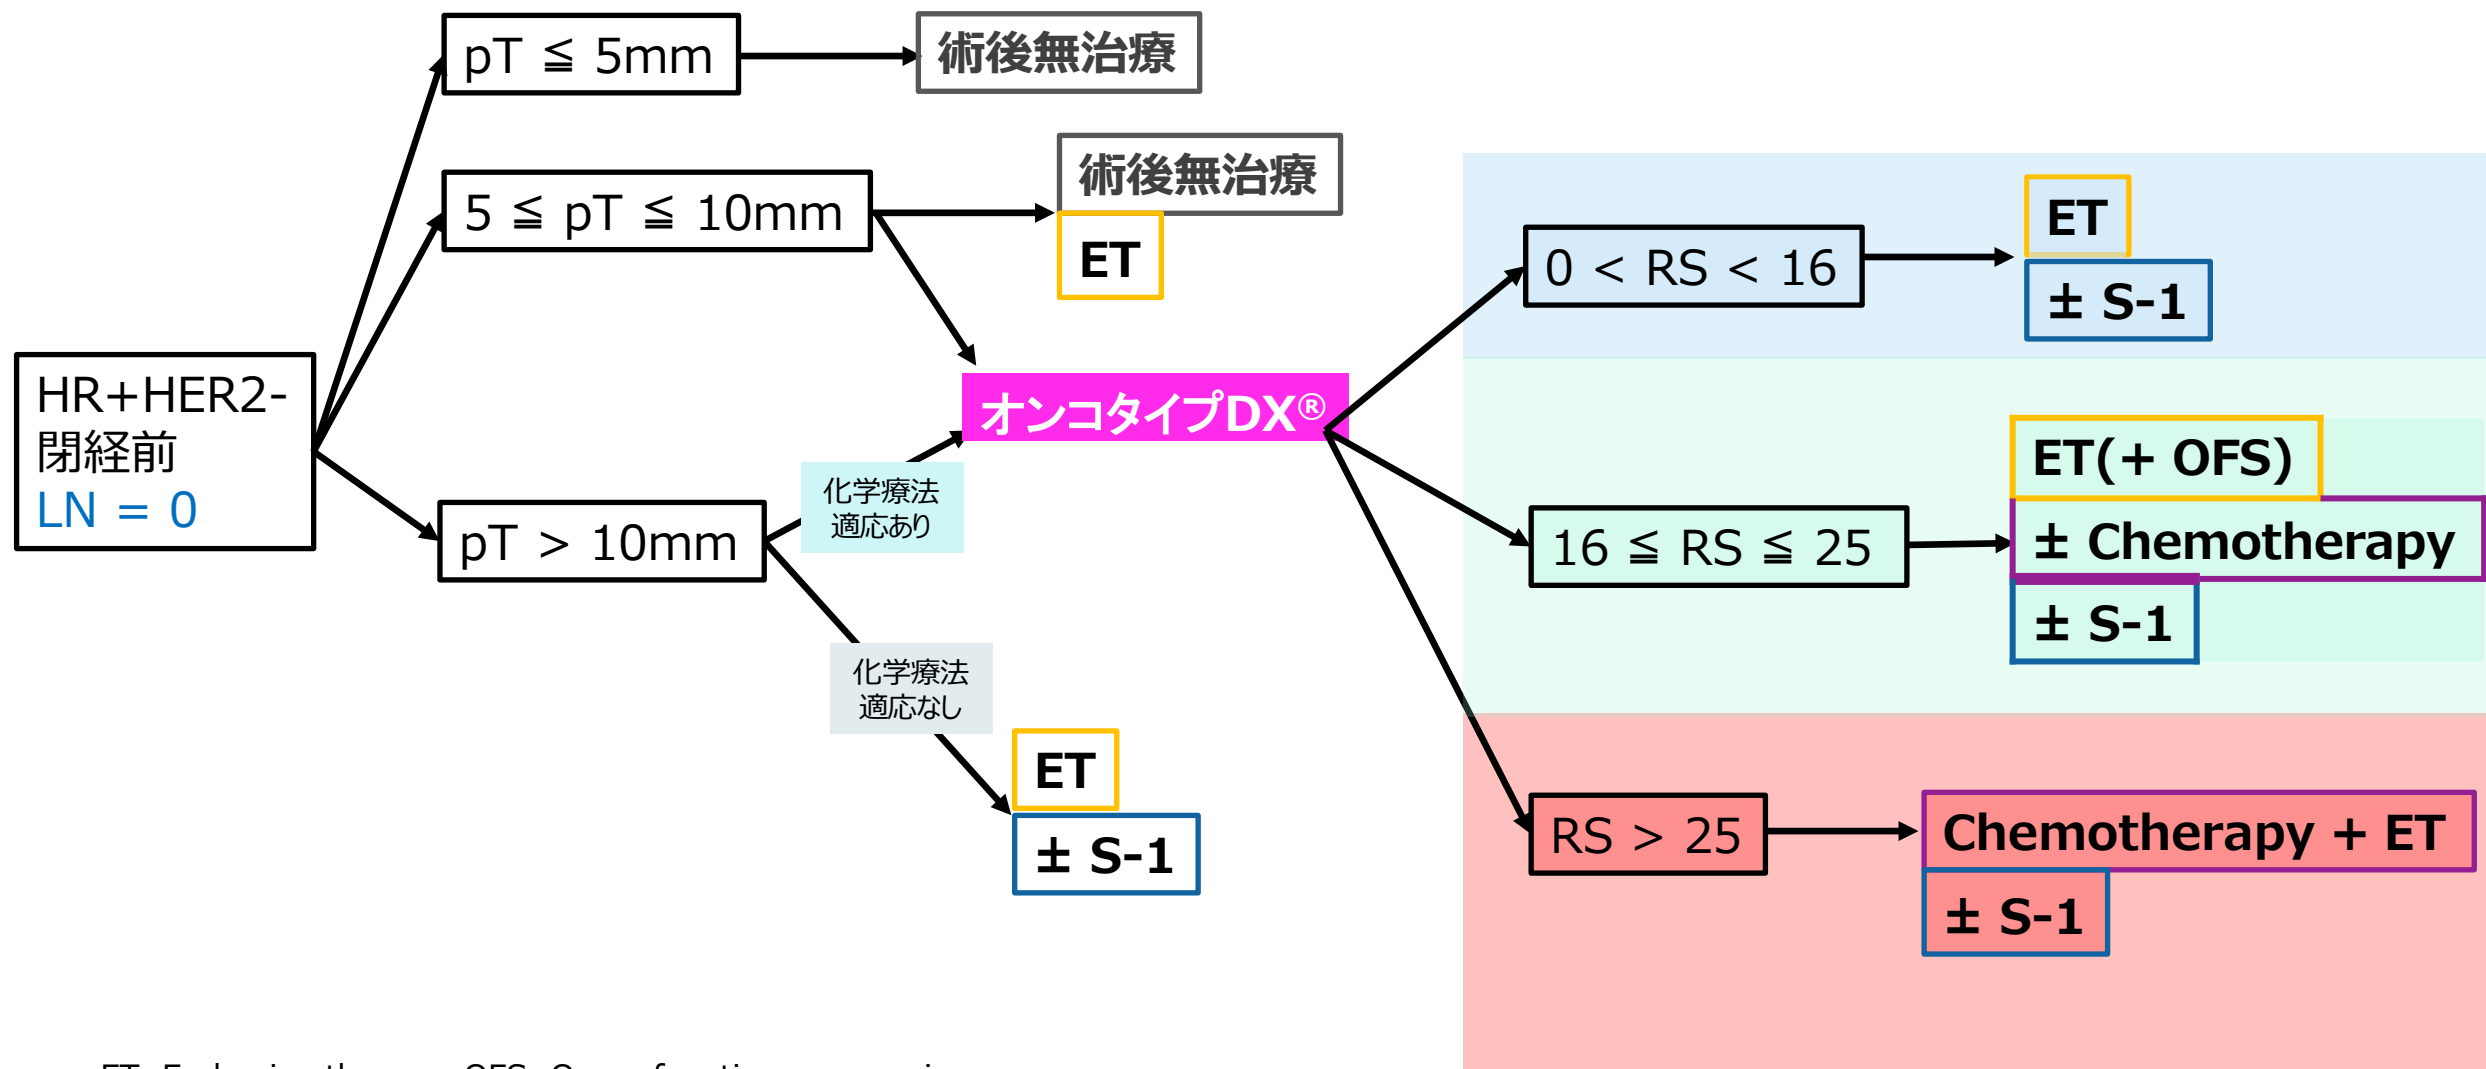 pT ≦ 5mm
術後無治療
5 ≦ pT ≦ 10mm
術後無治療
ET
HR+HER2-
閉経前
LN = 0
オンコタイプDX®
化学療法
適応あり
pT > 10mm
化学療法
適応なし
ET
± S-1
0 < RS < 16
ET
± S-1
16 ≦ RS ≦ 25
ET(+ OFS)
± Chemotherapy
± S-1
RS > 25
Chemotherapy + ET
± S-1